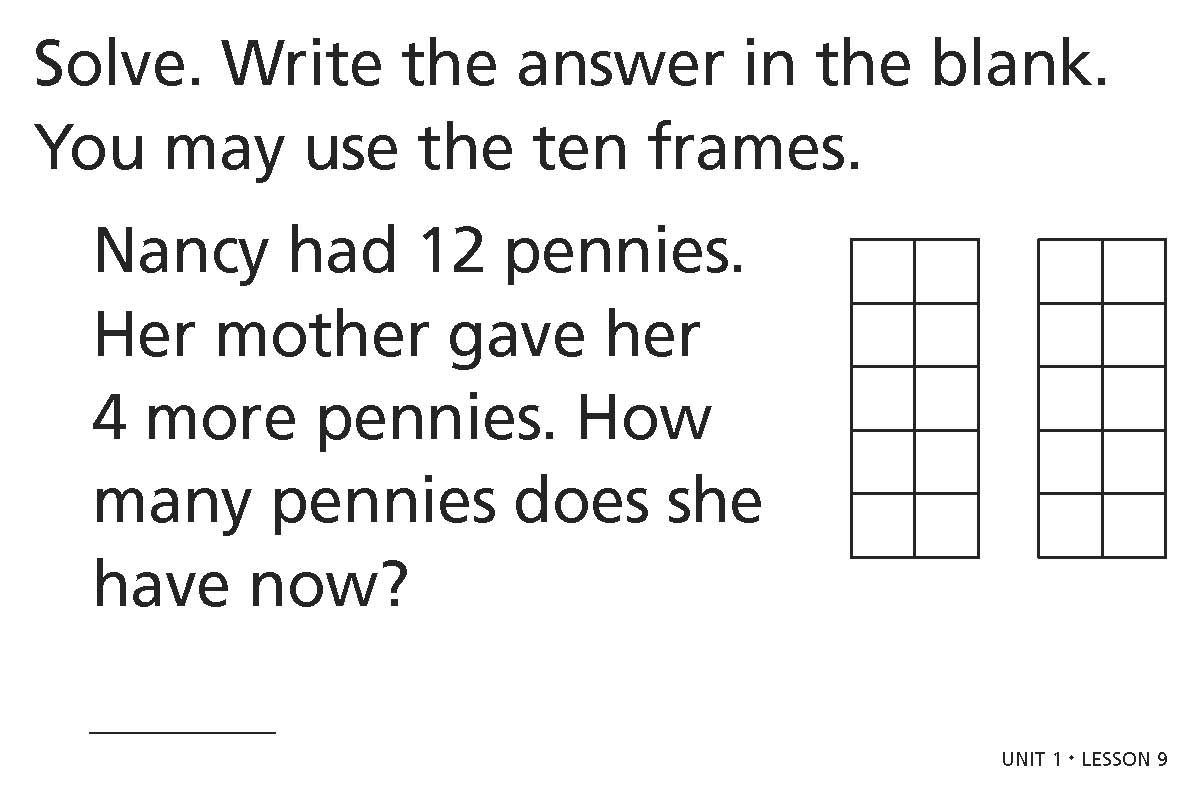 Solve. Write the answer in the blank.
You may use the ten frames.
Nancy had 12 pennies.
Her mother gave her
4 more pennies. How
many pennies does she
have now?
UNIT 1 • LESSON 9